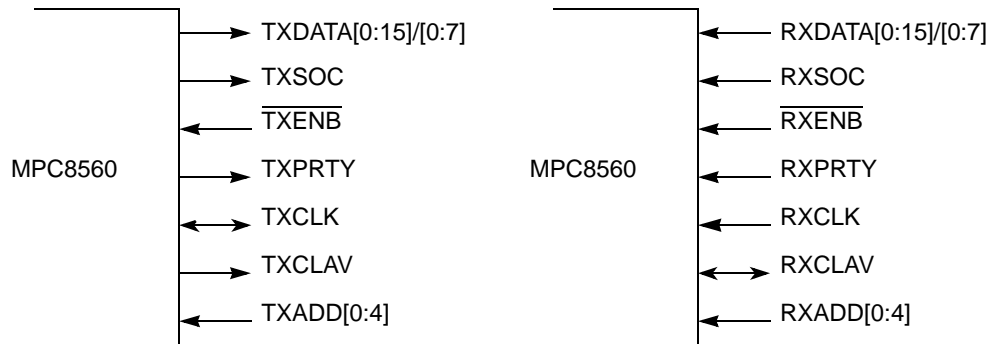 TXDATA[0:15]/[0:7]
TXSOC
TXENB
MPC8560
TXPRTY
TXCLK
TXCLAV
TXADD[0:4]
RXDATA[0:15]/[0:7]
RXSOC
RXENB
MPC8560
RXPRTY
RXCLK
RXCLAV
RXADD[0:4]